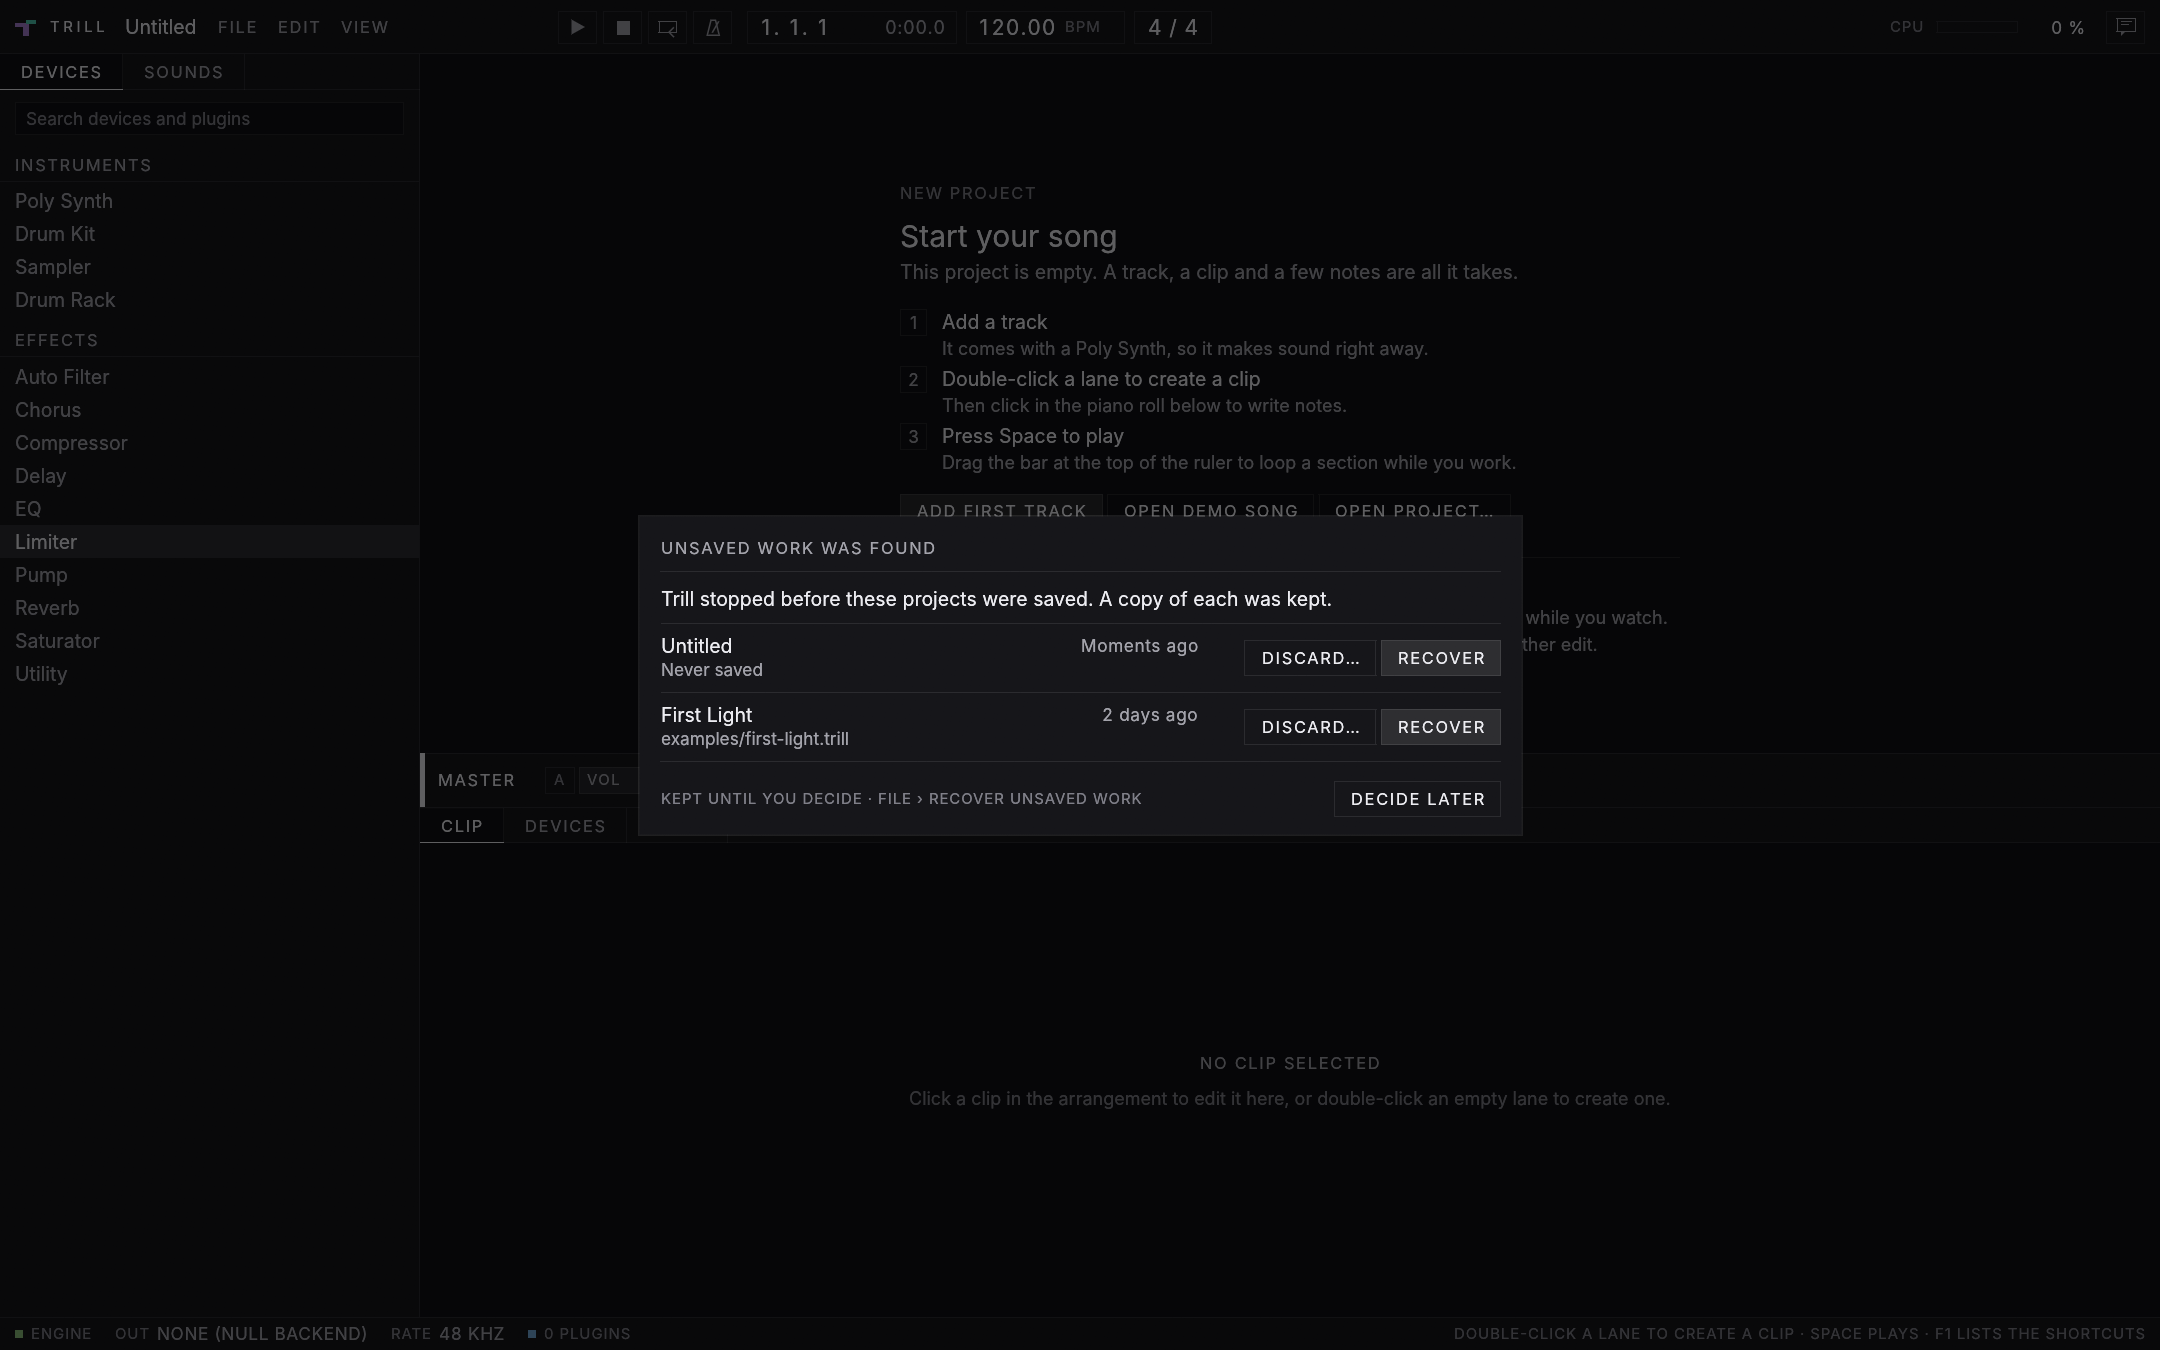 TRILL Untitled FILE EDIT VIEW 1. 1. 1 0:00.0 120.00 BPM 4 / 4 CPU 0 %
DEVICES SOUNDS
Search devices and plugins
INSTRUMENTS
Poly Synth
Drum Kit
Sampler
Drum Rack
EFFECTS
Auto Filter
Chorus
Compressor
Delay
EQ
Limiter
Pump
Reverb
Saturator
Utility
NEW PROJECT
Start your song
This project is empty. A track, a clip and a few notes are all it takes.
1 Add a track
It comes with a Poly Synth, so it makes sound right away.
2 Double-click a lane to create a clip
Then click in the piano roll below to write notes.
3 Press Space to play
Drag the bar at the top of the ruler to loop a section while you work.
ADD FIRST TRACK OPEN DEMO SONG OPEN PROJECT...
while you watch.
ther edit.
UNSAVED WORK WAS FOUND
Trill stopped before these projects were saved. A copy of each was kept.
Untitled Moments ago DISCARD... RECOVER
Never saved
First Light 2 days ago DISCARD... RECOVER
examples/first-light.trill
KEPT UNTIL YOU DECIDE · FILE › RECOVER UNSAVED WORK DECIDE LATER
MASTER A VOL
CLIP DEVICES
NO CLIP SELECTED
Click a clip in the arrangement to edit it here, or double-click an empty lane to create one.
ENGINE OUT NONE (NULL BACKEND) RATE 48 KHZ 0 PLUGINS DOUBLE-CLICK A LANE TO CREATE A CLIP · SPACE PLAYS · F1 LISTS THE SHORTCUTS